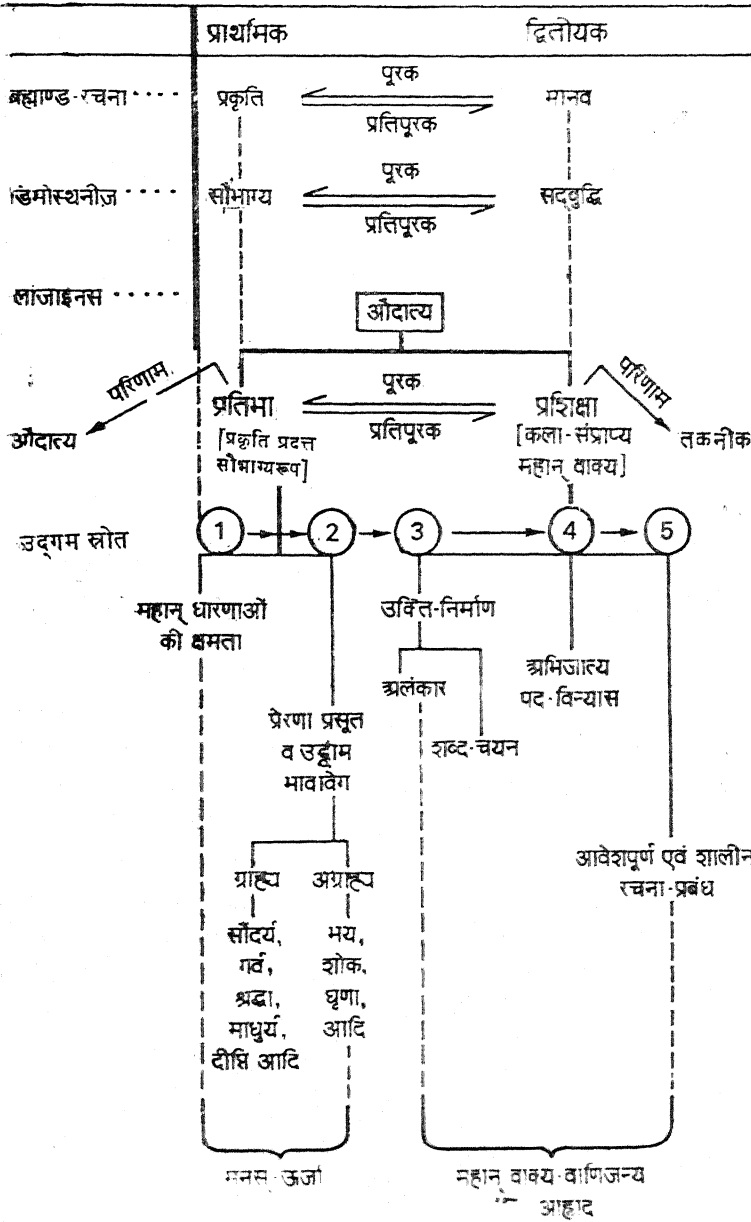 प्रार्थामक द्वितोयक
ब्रह्माण्ड-रचना ···· प्रकृति पूरक मानव
प्रतिपूरक
डिमोस्थनीज़ ···· सौभाग्य पूरक सद्वुद्धि
प्रतिपूरक
लांजाइनस ·····
औदात्य
परिणाम परिणाम
प्रतिभा पूरक प्रशिक्षा
प्रतिपूरक
औदात्य [प्रकृति प्रदत्त [कला-संप्राप्य तकनीक
सौभाग्यरूप] महान् वाक्य]
उद्गम स्रोत 1 2 3 4 5
महान् धारणाओं
की क्षमता
उक्ति-निर्माण
अलंकार
शब्द-चयन
अभिजात्य
पद-विन्यास
प्रेरणा प्रसूत
व उद्दाम
भावावेग
आवेशपूर्ण एवं शालीन
रचना-प्रबंध
ग्राह्य अग्राह्य
सौंदर्य, भय,
गर्व, शोक,
श्रद्धा, घृणा,
माधुर्य, आदि
दीप्ति आदि
मनस्-ऊर्जा
महान् वाक्य-वाणिजन्य
आह्लाद